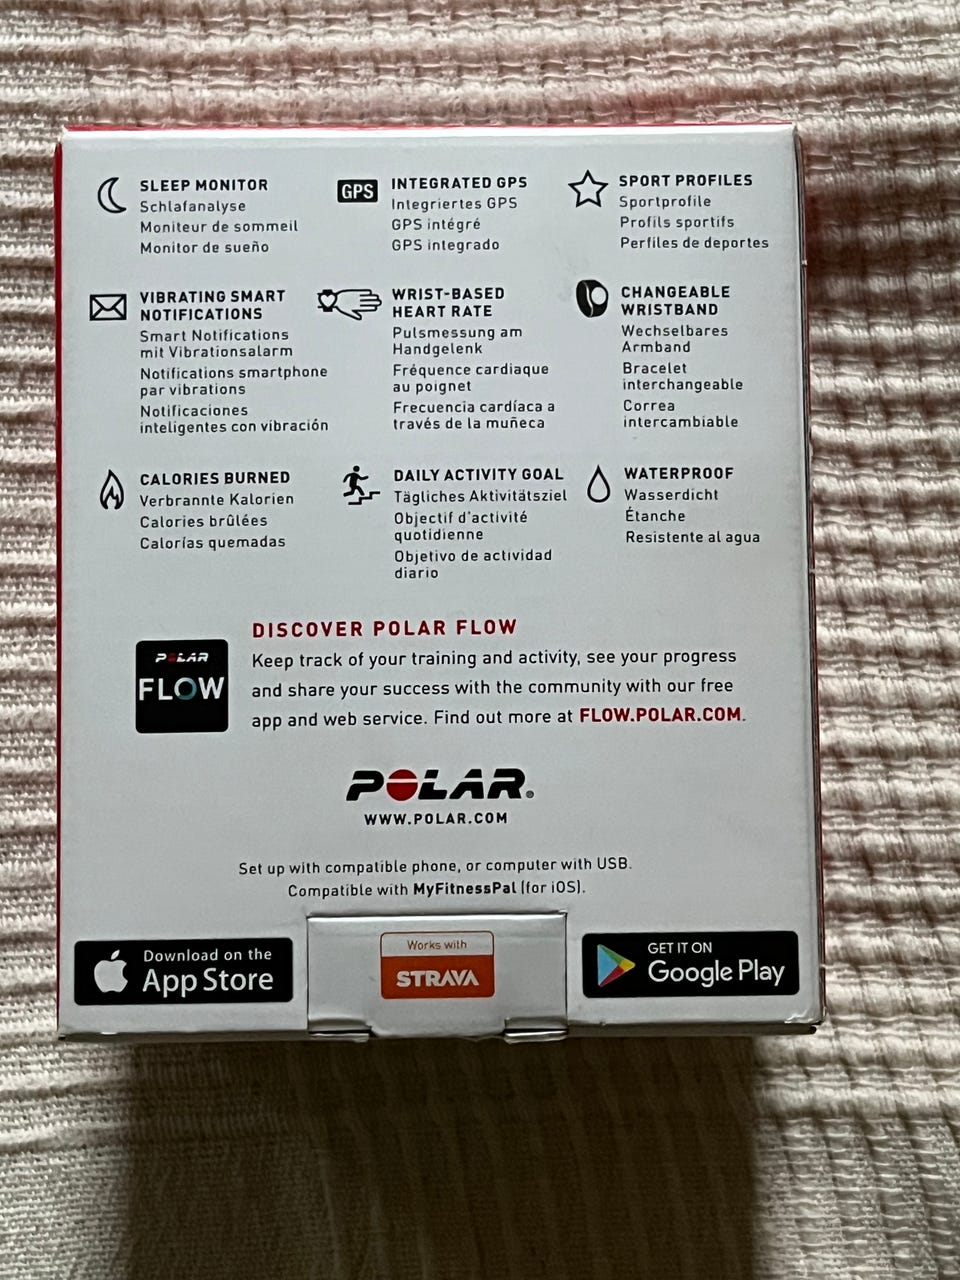 SLEEP MONITOR
Schlafanalyse
Moniteur de sommeil
Monitor de sueño
GPS
INTEGRATED GPS
Integriertes GPS
GPS intégré
GPS integrado
SPORT PROFILES
Sportprofile
Profils sportifs
Perfiles de deportes
VIBRATING SMART
NOTIFICATIONS
Smart Notifications
mit Vibrationsalarm
Notifications smartphone
par vibrations
Notificaciones
inteligentes con vibración
WRIST-BASED
HEART RATE
Pulsmessung am
Handgelenk
Fréquence cardiaque
au poignet
Frecuencia cardíaca a
través de la muñeca
CHANGEABLE
WRISTBAND
Wechselbares
Armband
Bracelet
interchangeable
Correa
intercambiable
CALORIES BURNED
Verbrannte Kalorien
Calories brûlées
Calorías quemadas
DAILY ACTIVITY GOAL
Tägliches Aktivitätsziel
Objectif d'activité
quotidienne
Objetivo de actividad
diario
WATERPROOF
Wasserdicht
Étanche
Resistente al agua
POLAR
FLOW
DISCOVER POLAR FLOW
Keep track of your training and activity, see your progress
and share your success with the community with our free
app and web service. Find out more at FLOW.POLAR.COM.
POLAR®
WWW.POLAR.COM
Set up with compatible phone, or computer with USB.
Compatible with MyFitnessPal (for iOS).
Download on the
App Store
Works with
STRAVA
GET IT ON
Google Play